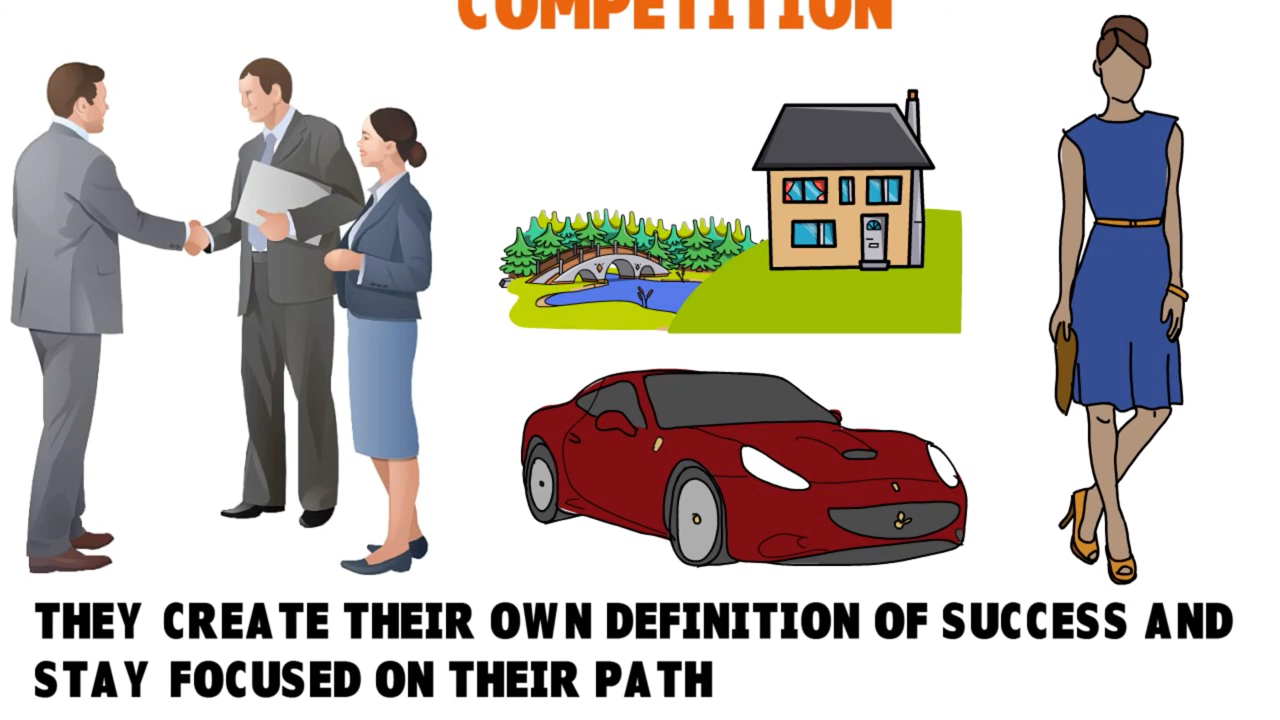 COMPETITION
THEY CREATE THEIR OWN DEFINITION OF SUCCESS AND
STAY FOCUSED ON THEIR PATH